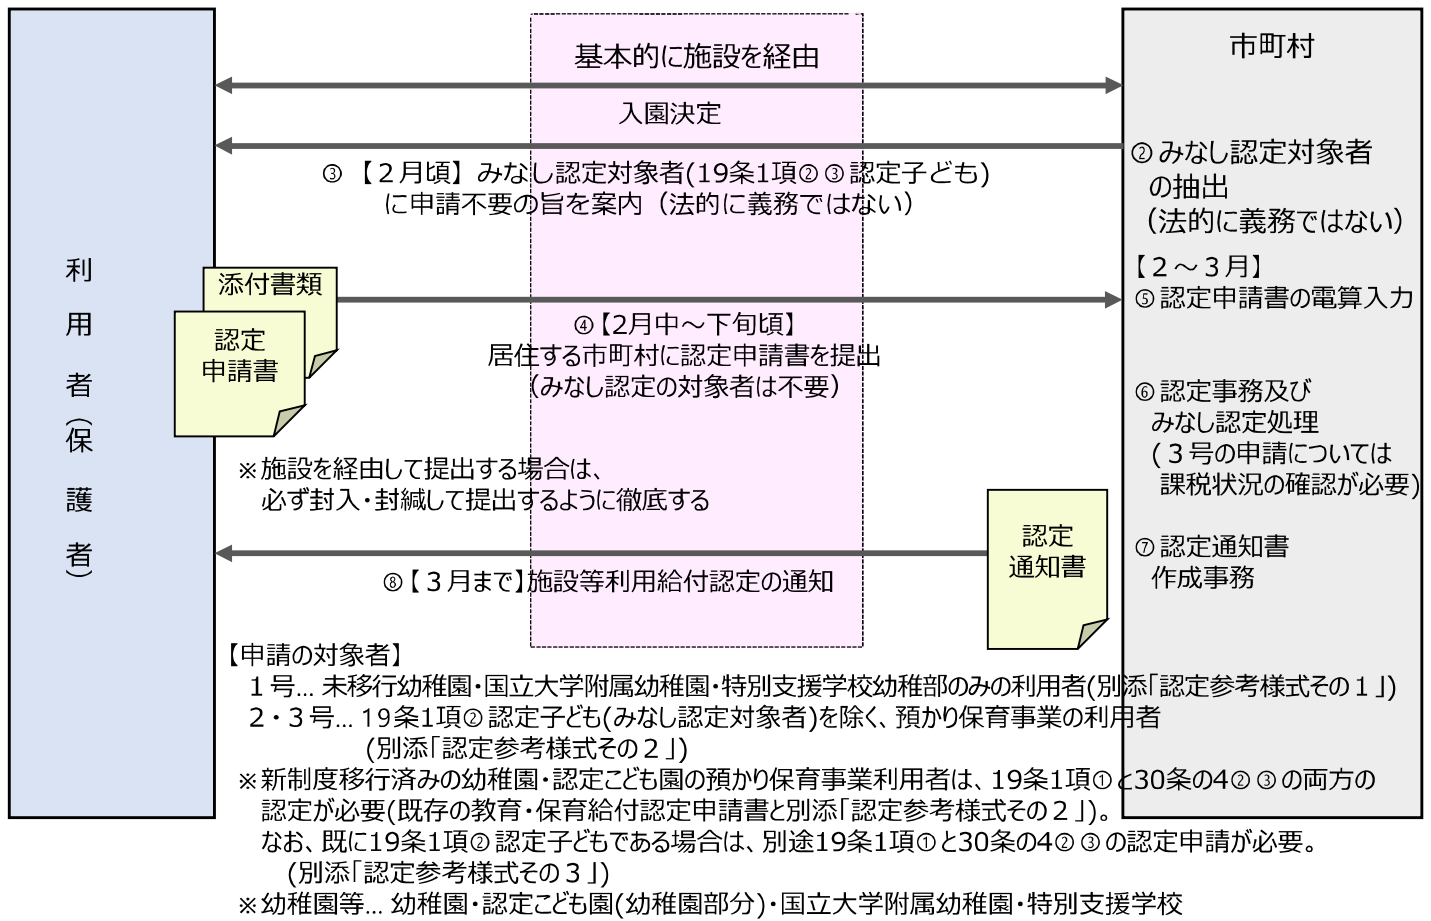 基本的に施設を経由
市町村
入園決定
③【２月頃】みなし認定対象者(19条1項②③認定子ども)
に申請不要の旨を案内（法的に義務ではない）
②みなし認定対象者
の抽出
（法的に義務ではない）
利用者（保護者）
添付書類
認定
申請書
④【2月中～下旬頃】
居住する市町村に認定申請書を提出
（みなし認定の対象者は不要）
【２～３月】
⑤認定申請書の電算入力
⑥認定事務及び
みなし認定処理
(３号の申請については
課税状況の確認が必要)
※施設を経由して提出する場合は、
必ず封入・封緘して提出するように徹底する
認定
通知書
⑦認定通知書
作成事務
⑧【３月まで】施設等利用給付認定の通知
【申請の対象者】
１号… 未移行幼稚園・国立大学附属幼稚園・特別支援学校幼稚部のみの利用者(別添「認定参考様式その１」)
２・３号… 19条1項②認定子ども(みなし認定対象者)を除く、預かり保育事業の利用者
(別添「認定参考様式その２」)
※新制度移行済みの幼稚園・認定こども園の預かり保育事業利用者は、19条1項①と30条の4②③の両方の
認定が必要(既存の教育・保育給付認定申請書と別添「認定参考様式その２」)。
なお、既に19条1項②認定子どもである場合は、別途19条1項①と30条の4②③の認定申請が必要。
(別添「認定参考様式その３」)
※幼稚園等… 幼稚園・認定こども園(幼稚園部分)・国立大学附属幼稚園・特別支援学校